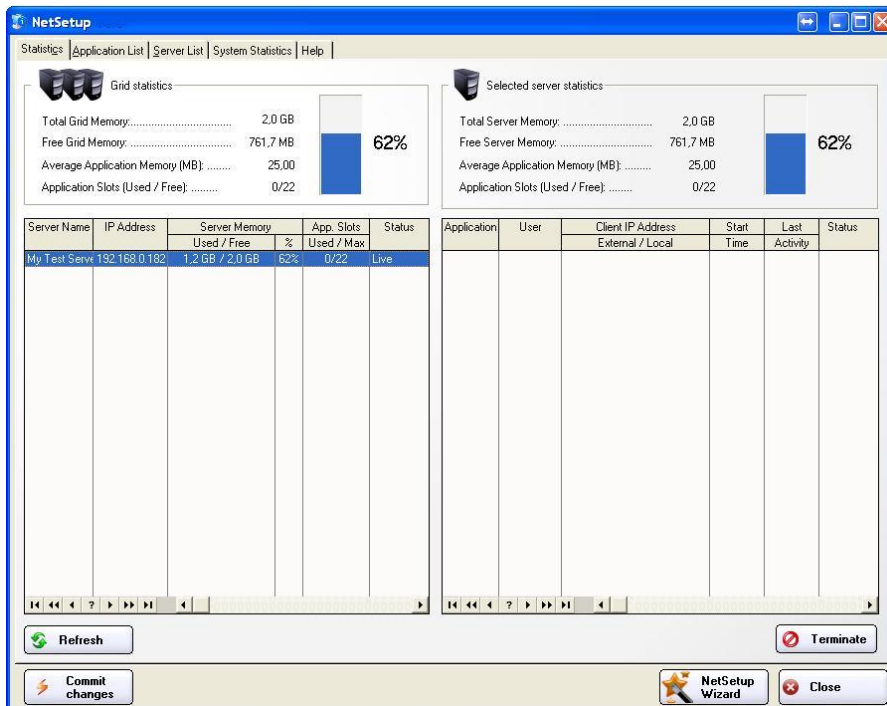 NetSetup
Statistics Application List Server List System Statistics Help
Grid statistics
Total Grid Memory:................................. 2,0 GB
Free Grid Memory: ................................. 761,7 MB
Average Application Memory (MB): ........ 25,00
Application Slots (Used / Free): ......... 0/22
62%
Selected server statistics
Total Server Memory: ............................. 2,0 GB
Free Server Memory: ............................. 761,7 MB
Average Application Memory (MB): ........ 25,00
Application Slots (Used / Free): ........ 0/22
62%
Server Name IP Address Server Memory App. Slots Status
Used / Free % Used / Max
My Test Serve 192.168.0.182 1,2 GB / 2,0 GB 62% 0/22 Live
Application User Client IP Address Start Last Status
External / Local Time Activity
?
?
Refresh
Terminate
Commit
changes
NetSetup
Wizard
Close